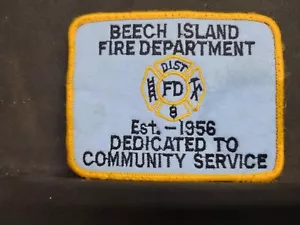 BEECH ISLAND
FIRE DEPARTMENT
DIST
FD
8
EST.-1956
DEDICATED TO
COMMUNITY SERVICE